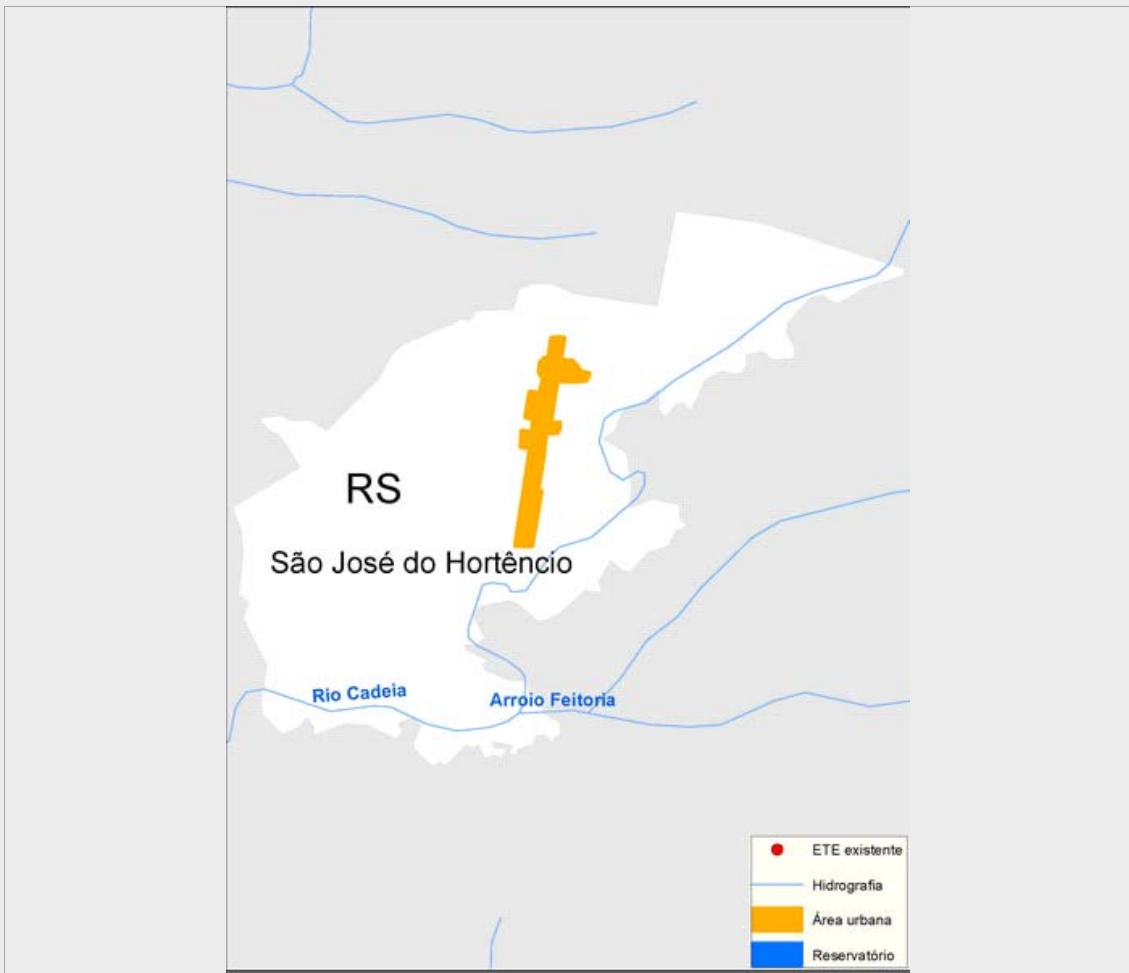 RS
São José do Hortêncio
Rio Cadeia
Arroio Feitoria
ETE existente
Hidrografia
Área urbana
Reservatório